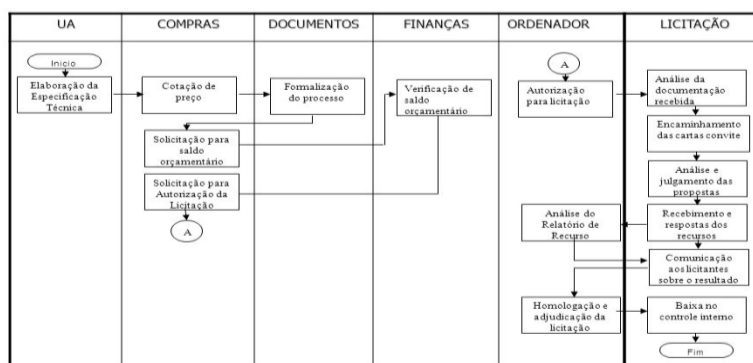 UA
COMPRAS
DOCUMENTOS
FINANÇAS
ORDENADOR
LICITAÇÃO
Inicio
Elaboração da
Especificação
Técnica
Cotação de
preço
Formalização
do processo
Solicitação para
saldo
orçamentário
Solicitação para
Autorização da
Licitação
A
Verificação de
saldo
orçamentário
A
Autorização
para licitação
Análise da
documentação
recebida
Encaminhamento
das cartas convite
Análise e
julgamento das
propostas
Recebimento e
respostas dos
recursos
Análise do
Relatório de
Recurso
Comunicação
aos licitantes
sobre o resultado
Homologação e
adjudicação da
licitação
Baixa no
controle interno
Fim